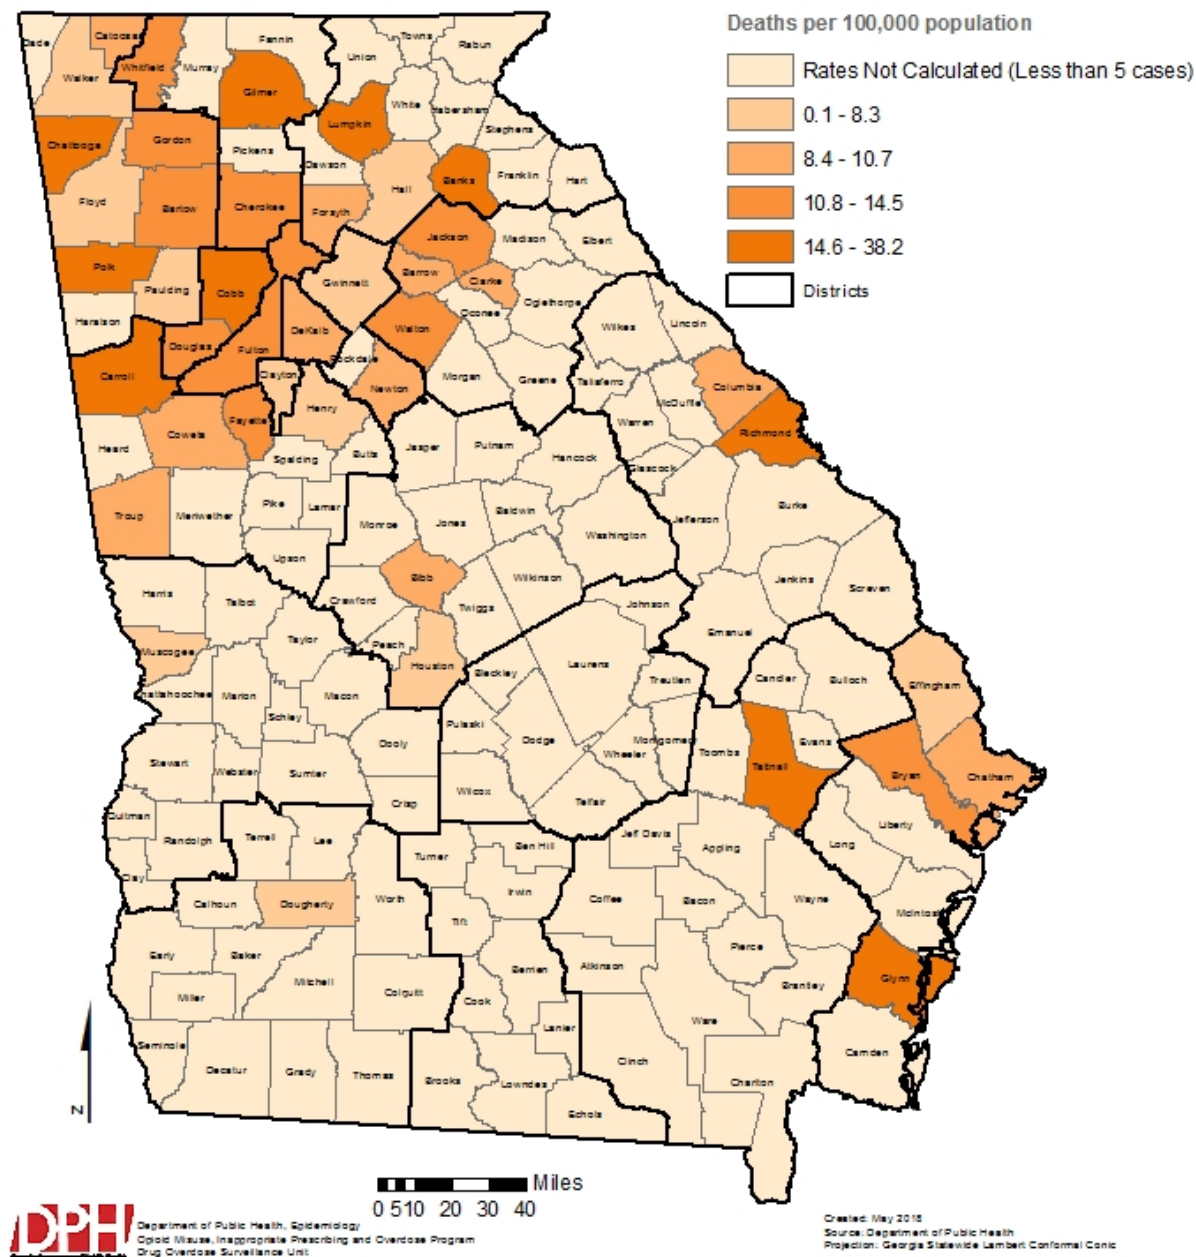 Deaths per 100,000 population
Rates Not Calculated (Less than 5 cases)
0.1 - 8.3
8.4 - 10.7
10.8 - 14.5
14.6 - 38.2
Districts
Dade
Catoosa
Whitfield
Murray
Fannin
Union
Towns
Rabun
Walker
Gilmer
White
Habersham
Lumpkin
Stephens
Chattooga
Gordon
Pickens
Dawson
Banks
Franklin
Hart
Floyd
Bartow
Cherokee
Forsyth
Hall
Jackson
Madison
Elbert
Polk
Paulding
Cobb
Gwinnett
Barrow
Clarke
Oglethorpe
Oconee
Haralson
Douglas
Fulton
DeKalb
Walton
Wilkes
Lincoln
Rockdale
Carroll
Clayton
Newton
Morgan
Greene
Taliaferro
McDuffie
Columbia
Henry
Fayette
Coweta
Warren
Richmond
Heard
Spalding
Butts
Jasper
Putnam
Hancock
Glascock
Troup
Meriwether
Pike
Lamar
Monroe
Jones
Baldwin
Washington
Jefferson
Burke
Upson
Bibb
Wilkinson
Jenkins
Screven
Harris
Talbot
Crawford
Twiggs
Johnson
Emanuel
Taylor
Peach
Muscogee
Houston
Bleckley
Laurens
Treutlen
Candler
Bulloch
Effingham
Chattahoochee
Marion
Schley
Macon
Pulaski
Dodge
Wheeler
Montgomery
Toombs
Tattnall
Evans
Bryan
Chatham
Dooly
Stewart
Webster
Sumter
Crisp
Wilcox
Telfair
Liberty
Long
Quitman
Randolph
Terrell
Lee
Turner
Ben Hill
Jeff Davis
Appling
Clay
Calhoun
Dougherty
Worth
Irwin
Tift
Coffee
Bacon
Wayne
McIntosh
Early
Baker
Miller
Mitchell
Colquitt
Berrien
Cook
Atkinson
Pierce
Brantley
Glynn
Lanier
Ware
Seminole
Decatur
Grady
Thomas
Brooks
Lowndes
Echols
Clinch
Charlton
Camden
N
Miles
0 5 10 20 30 40
DPH
Department of Public Health, Epidemiology
Opioid Misuse, Inappropriate Prescribing and Overdose Program
Drug Overdose Surveillance Unit
Created: May 2018
Source: Department of Public Health
Projection: Georgia Statewide Lambert Conformal Conic